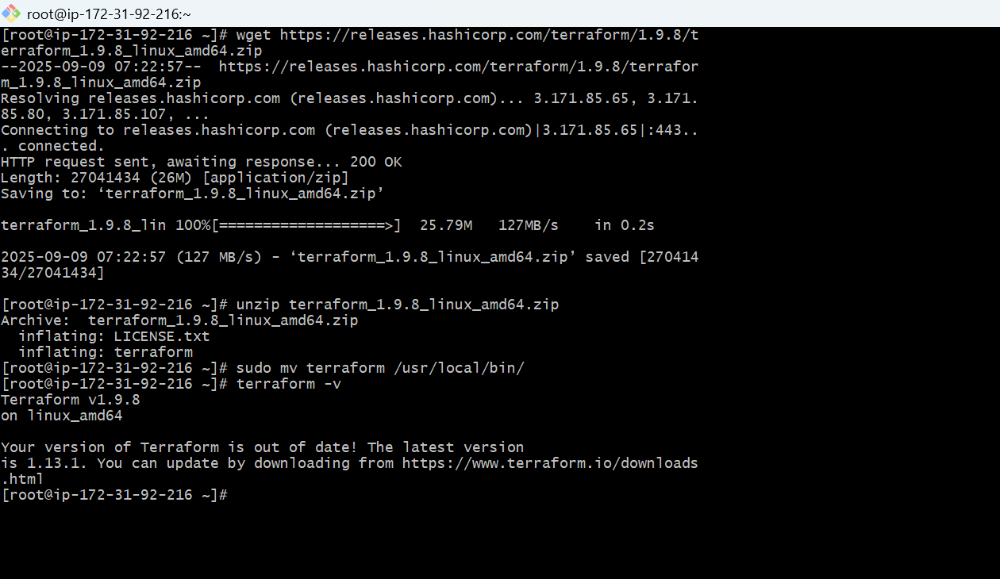 root@ip-172-31-92-216:~
[root@ip-172-31-92-216 ~]# wget https://releases.hashicorp.com/terraform/1.9.8/t
erraform_1.9.8_linux_amd64.zip
--2025-09-09 07:22:57--  https://releases.hashicorp.com/terraform/1.9.8/terrafor
m_1.9.8_linux_amd64.zip
Resolving releases.hashicorp.com (releases.hashicorp.com)... 3.171.85.65, 3.171.
85.80, 3.171.85.107, ...
Connecting to releases.hashicorp.com (releases.hashicorp.com)|3.171.85.65|:443..
. connected.
HTTP request sent, awaiting response... 200 OK
Length: 27041434 (26M) [application/zip]
Saving to: ‘terraform_1.9.8_linux_amd64.zip’
terraform_1.9.8_lin 100%[===================>]  25.79M   127MB/s    in 0.2s
2025-09-09 07:22:57 (127 MB/s) - ‘terraform_1.9.8_linux_amd64.zip’ saved [270414
34/27041434]
[root@ip-172-31-92-216 ~]# unzip terraform_1.9.8_linux_amd64.zip
Archive:  terraform_1.9.8_linux_amd64.zip
  inflating: LICENSE.txt
  inflating: terraform
[root@ip-172-31-92-216 ~]# sudo mv terraform /usr/local/bin/
[root@ip-172-31-92-216 ~]# terraform -v
Terraform v1.9.8
on linux_amd64
Your version of Terraform is out of date! The latest version
is 1.13.1. You can update by downloading from https://www.terraform.io/downloads
.html
[root@ip-172-31-92-216 ~]#